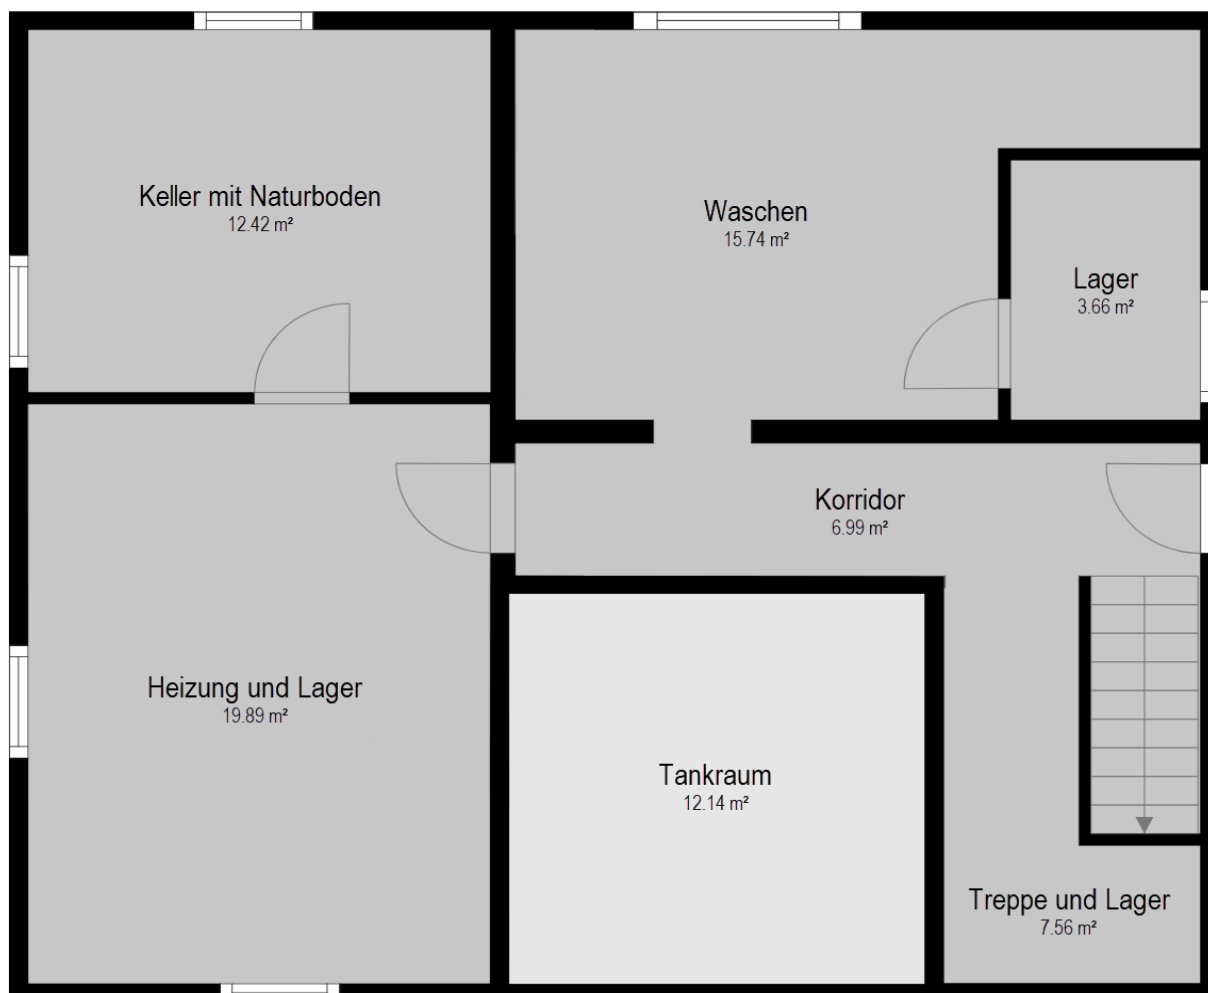 Keller mit Naturboden
12.42 m²
Waschen
15.74 m²
Lager
3.66 m²
Korridor
6.99 m²
Heizung und Lager
19.89 m²
Tankraum
12.14 m²
Treppe und Lager
7.56 m²